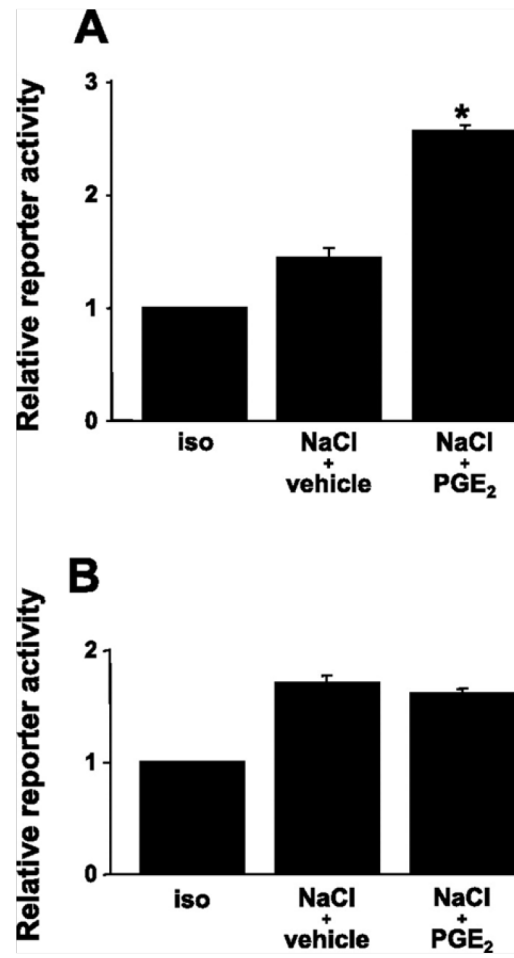 A
Relative reporter activity
3
2
1
0
iso
NaCl
+
vehicle
NaCl
+
PGE₂
*
B
Relative reporter activity
2
1
0
iso
NaCl
+
vehicle
NaCl
+
PGE₂